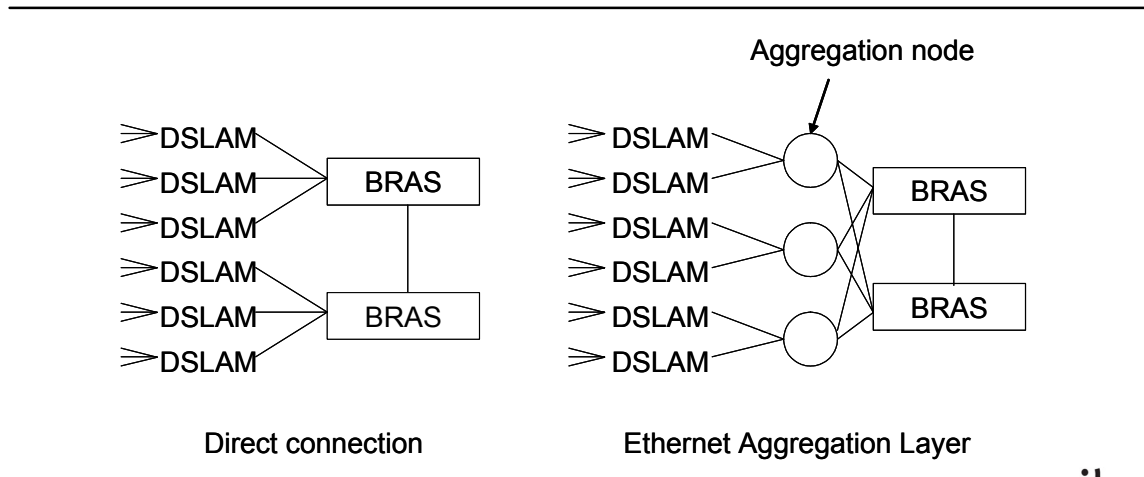 Aggregation node
DSLAM
DSLAM
DSLAM
DSLAM
DSLAM
DSLAM
BRAS
BRAS
Direct connection
DSLAM
DSLAM
DSLAM
DSLAM
DSLAM
DSLAM
BRAS
BRAS
Ethernet Aggregation Layer